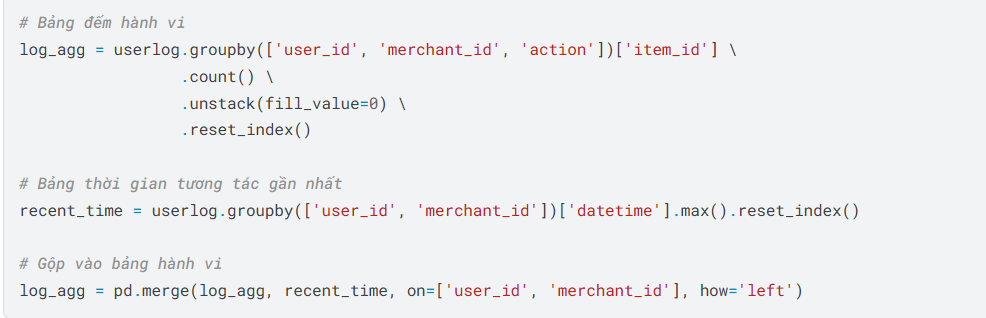 # Bảng đếm hành vi
log_agg = userlog.groupby(['user_id', 'merchant_id', 'action'])['item_id'] \
.count() \
.unstack(fill_value=0) \
.reset_index()
# Bảng thời gian tương tác gần nhất
recent_time = userlog.groupby(['user_id', 'merchant_id'])['datetime'].max().reset_index()
# Gộp vào bảng hành vi
log_agg = pd.merge(log_agg, recent_time, on=['user_id', 'merchant_id'], how='left')